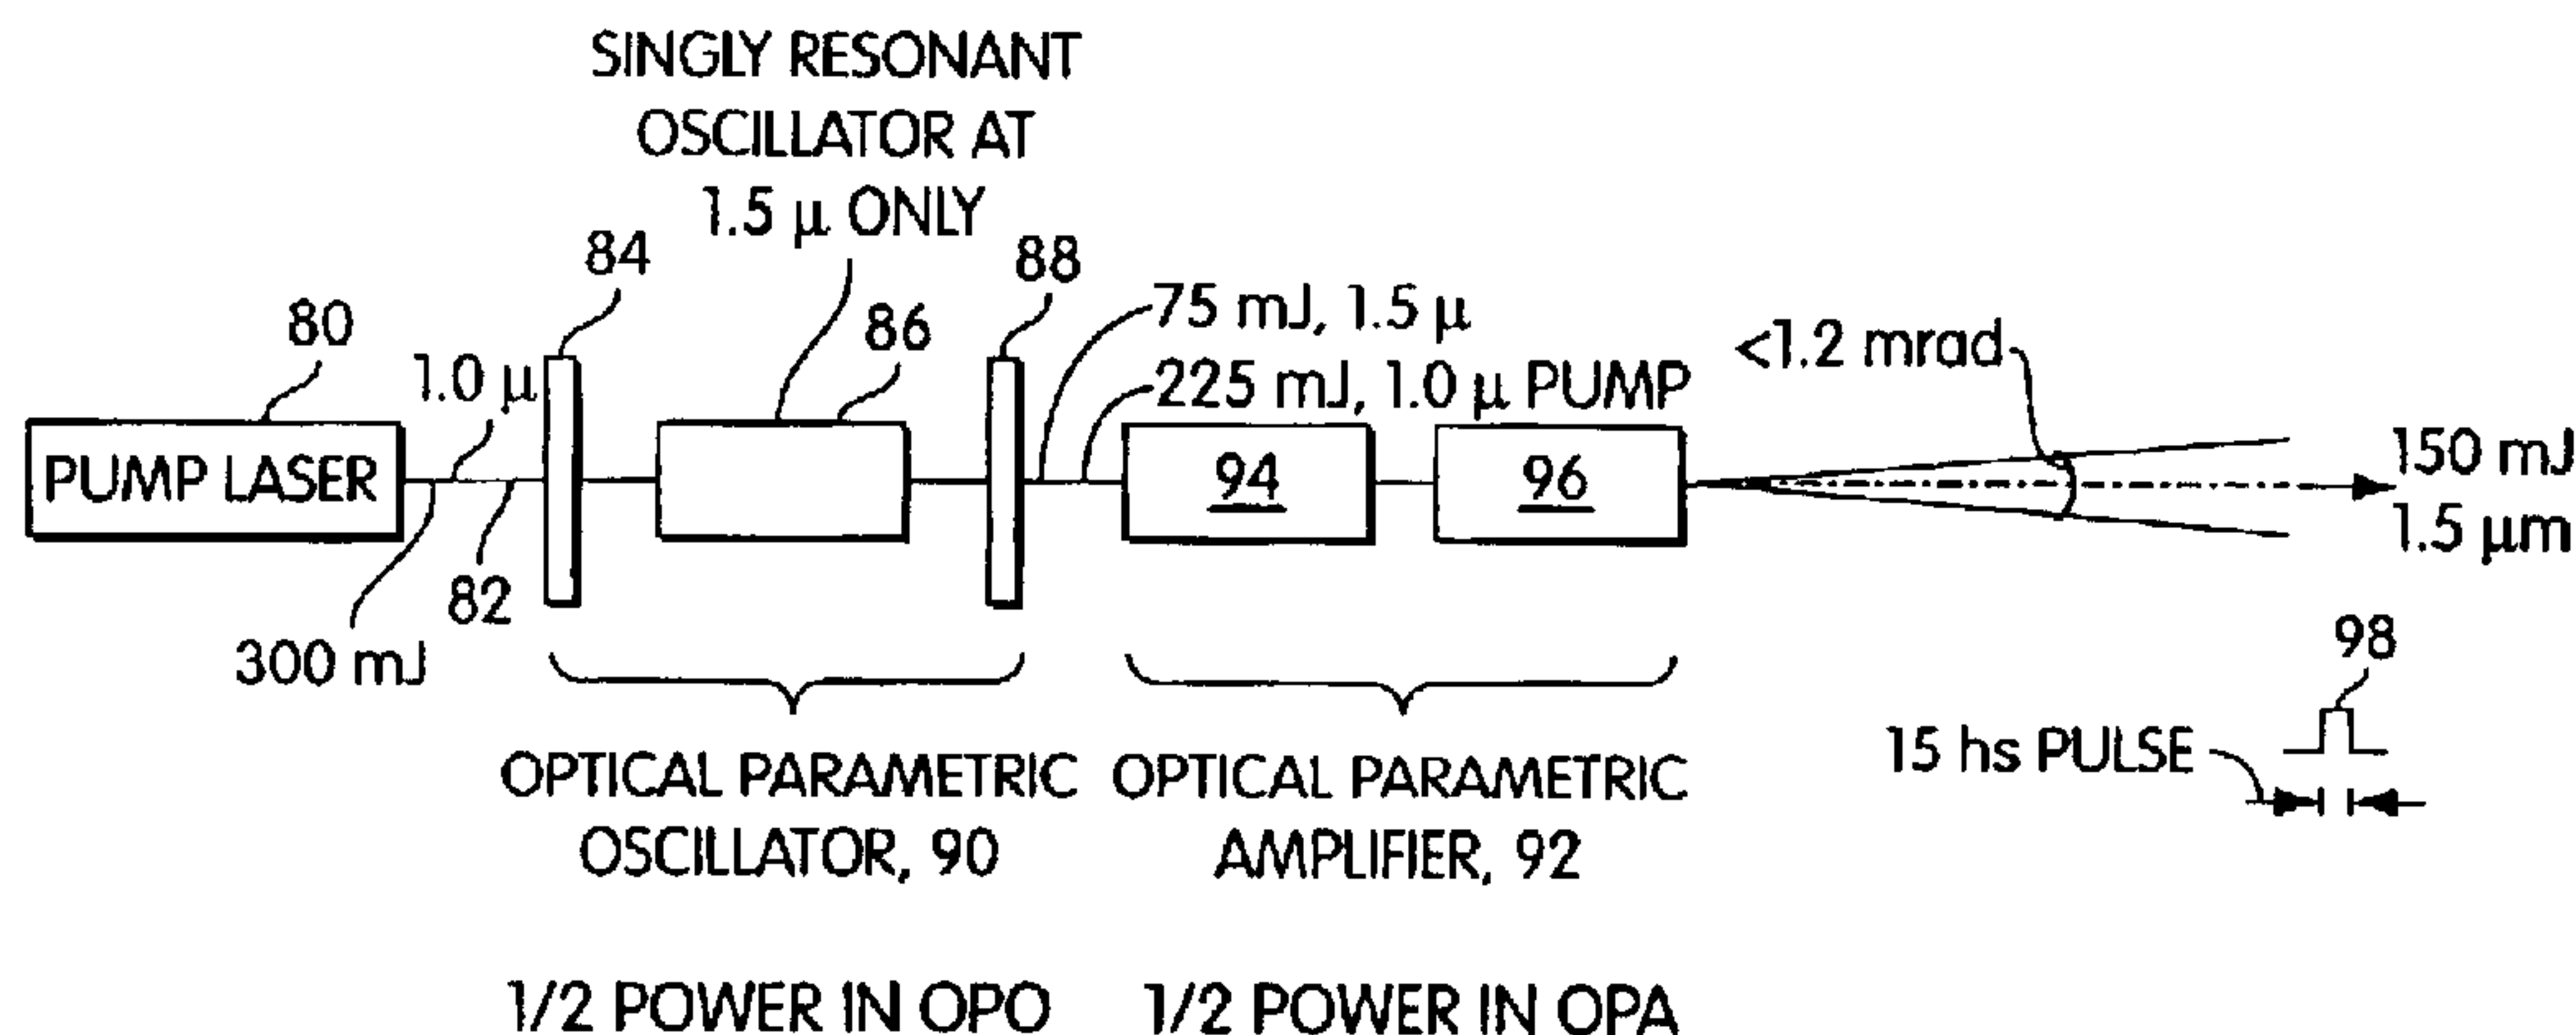 SINGLY RESONANT
OSCILLATOR AT
1.5 µ ONLY
84
88
80
1.0 µ
86
75 mJ, 1.5 µ
225 mJ, 1.0 µ PUMP
<1.2 mrad
PUMP LASER
94
96
150 mJ
1.5 µm
82
300 mJ
98
15 hs PULSE
OPTICAL PARAMETRIC
OSCILLATOR, 90
OPTICAL PARAMETRIC
AMPLIFIER, 92
1/2 POWER IN OPO
1/2 POWER IN OPA